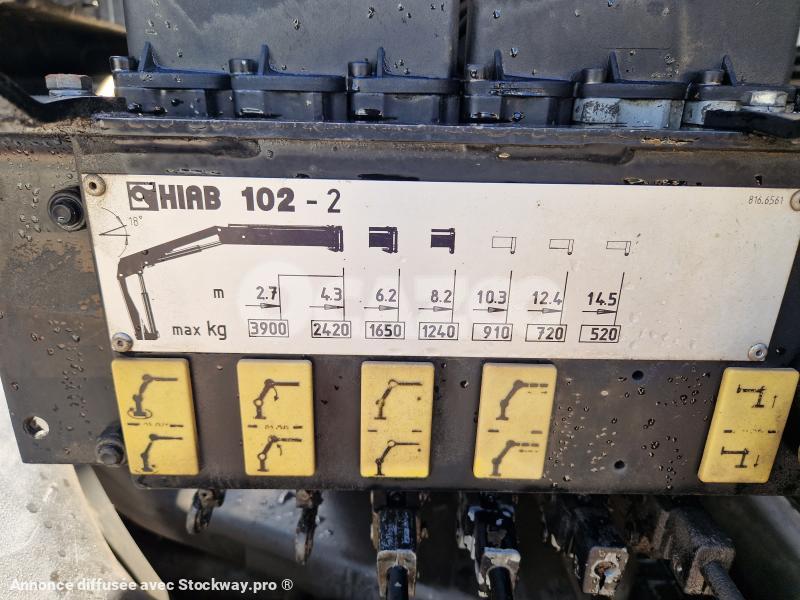 HIAB 102 - 2
816.6561
18°
m 2.7 4.3 6.2 8.2 10.3 12.4 14.5
max kg 3900 2420 1650 1240 910 720 520
Annonce diffusée avec Stockway.pro ®